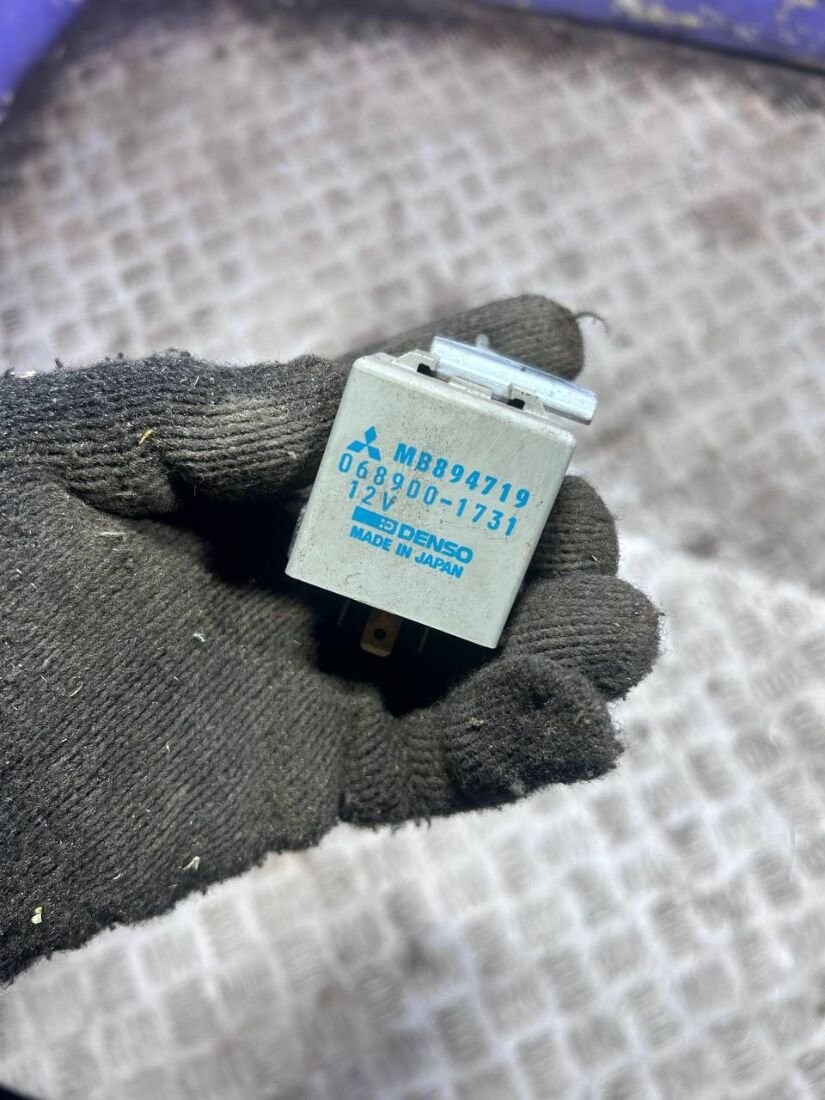 MB894719
068900-1731
12V
DENSO
MADE IN JAPAN